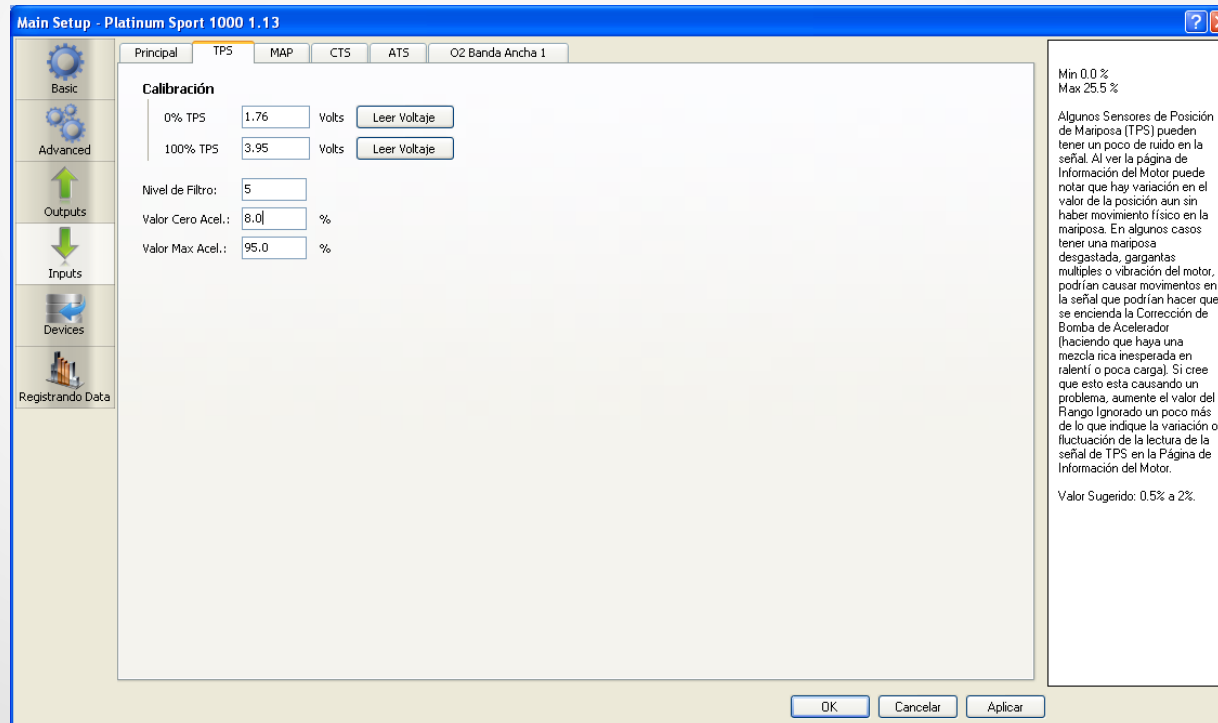 Main Setup - Platinum Sport 1000 1.13
Basic
Advanced
Outputs
Inputs
Devices
Registrando Data
Principal
TPS
MAP
CTS
ATS
O2 Banda Ancha 1
Calibración
0% TPS 1.76 Volts Leer Voltaje
100% TPS 3.95 Volts Leer Voltaje
Nivel de Filtro: 5
Valor Cero Acel.: 8.0 %
Valor Max Acel.: 95.0 %
Min 0.0 %
Max 25.5 %
Algunos Sensores de Posición
de Mariposa (TPS) pueden
tener un poco de ruido en la
señal. Al ver la página de
Información del Motor puede
notar que hay variación en el
valor de la posición aun sin
haber movimiento físico en la
mariposa. En algunos casos
tener una mariposa
desgastada, gargantas
multiples o vibración del motor,
podrían causar movimentos en
la señal que podrían hacer que
se encienda la Corrección de
Bomba de Acelerador
(haciendo que haya una
mezcla rica inesperada en
ralentí o poca carga). Si cree
que esto esta causando un
problema, aumente el valor del
Rango Ignorado un poco más
de lo que indique la variación o
fluctuación de la lectura de la
señal de TPS en la Página de
Información del Motor.
Valor Sugerido: 0.5% a 2%.
OK
Cancelar
Aplicar